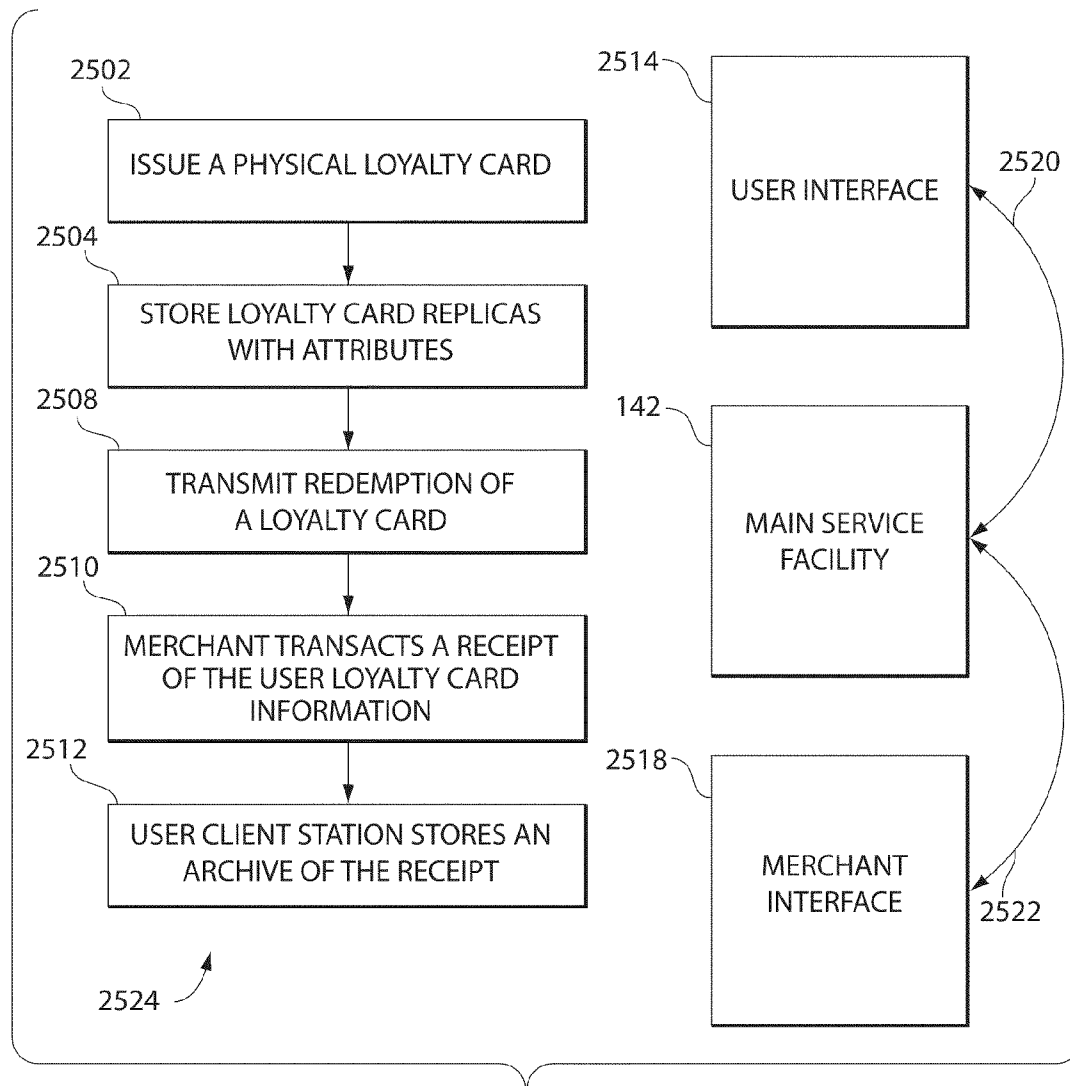 2502
ISSUE A PHYSICAL LOYALTY CARD
2504
STORE LOYALTY CARD REPLICAS
WITH ATTRIBUTES
2508
TRANSMIT REDEMPTION OF
A LOYALTY CARD
2510
MERCHANT TRANSACTS A RECEIPT
OF THE USER LOYALTY CARD
INFORMATION
2512
USER CLIENT STATION STORES AN
ARCHIVE OF THE RECEIPT
2524
2514
USER INTERFACE
2520
142
MAIN SERVICE
FACILITY
2518
MERCHANT
INTERFACE
2522